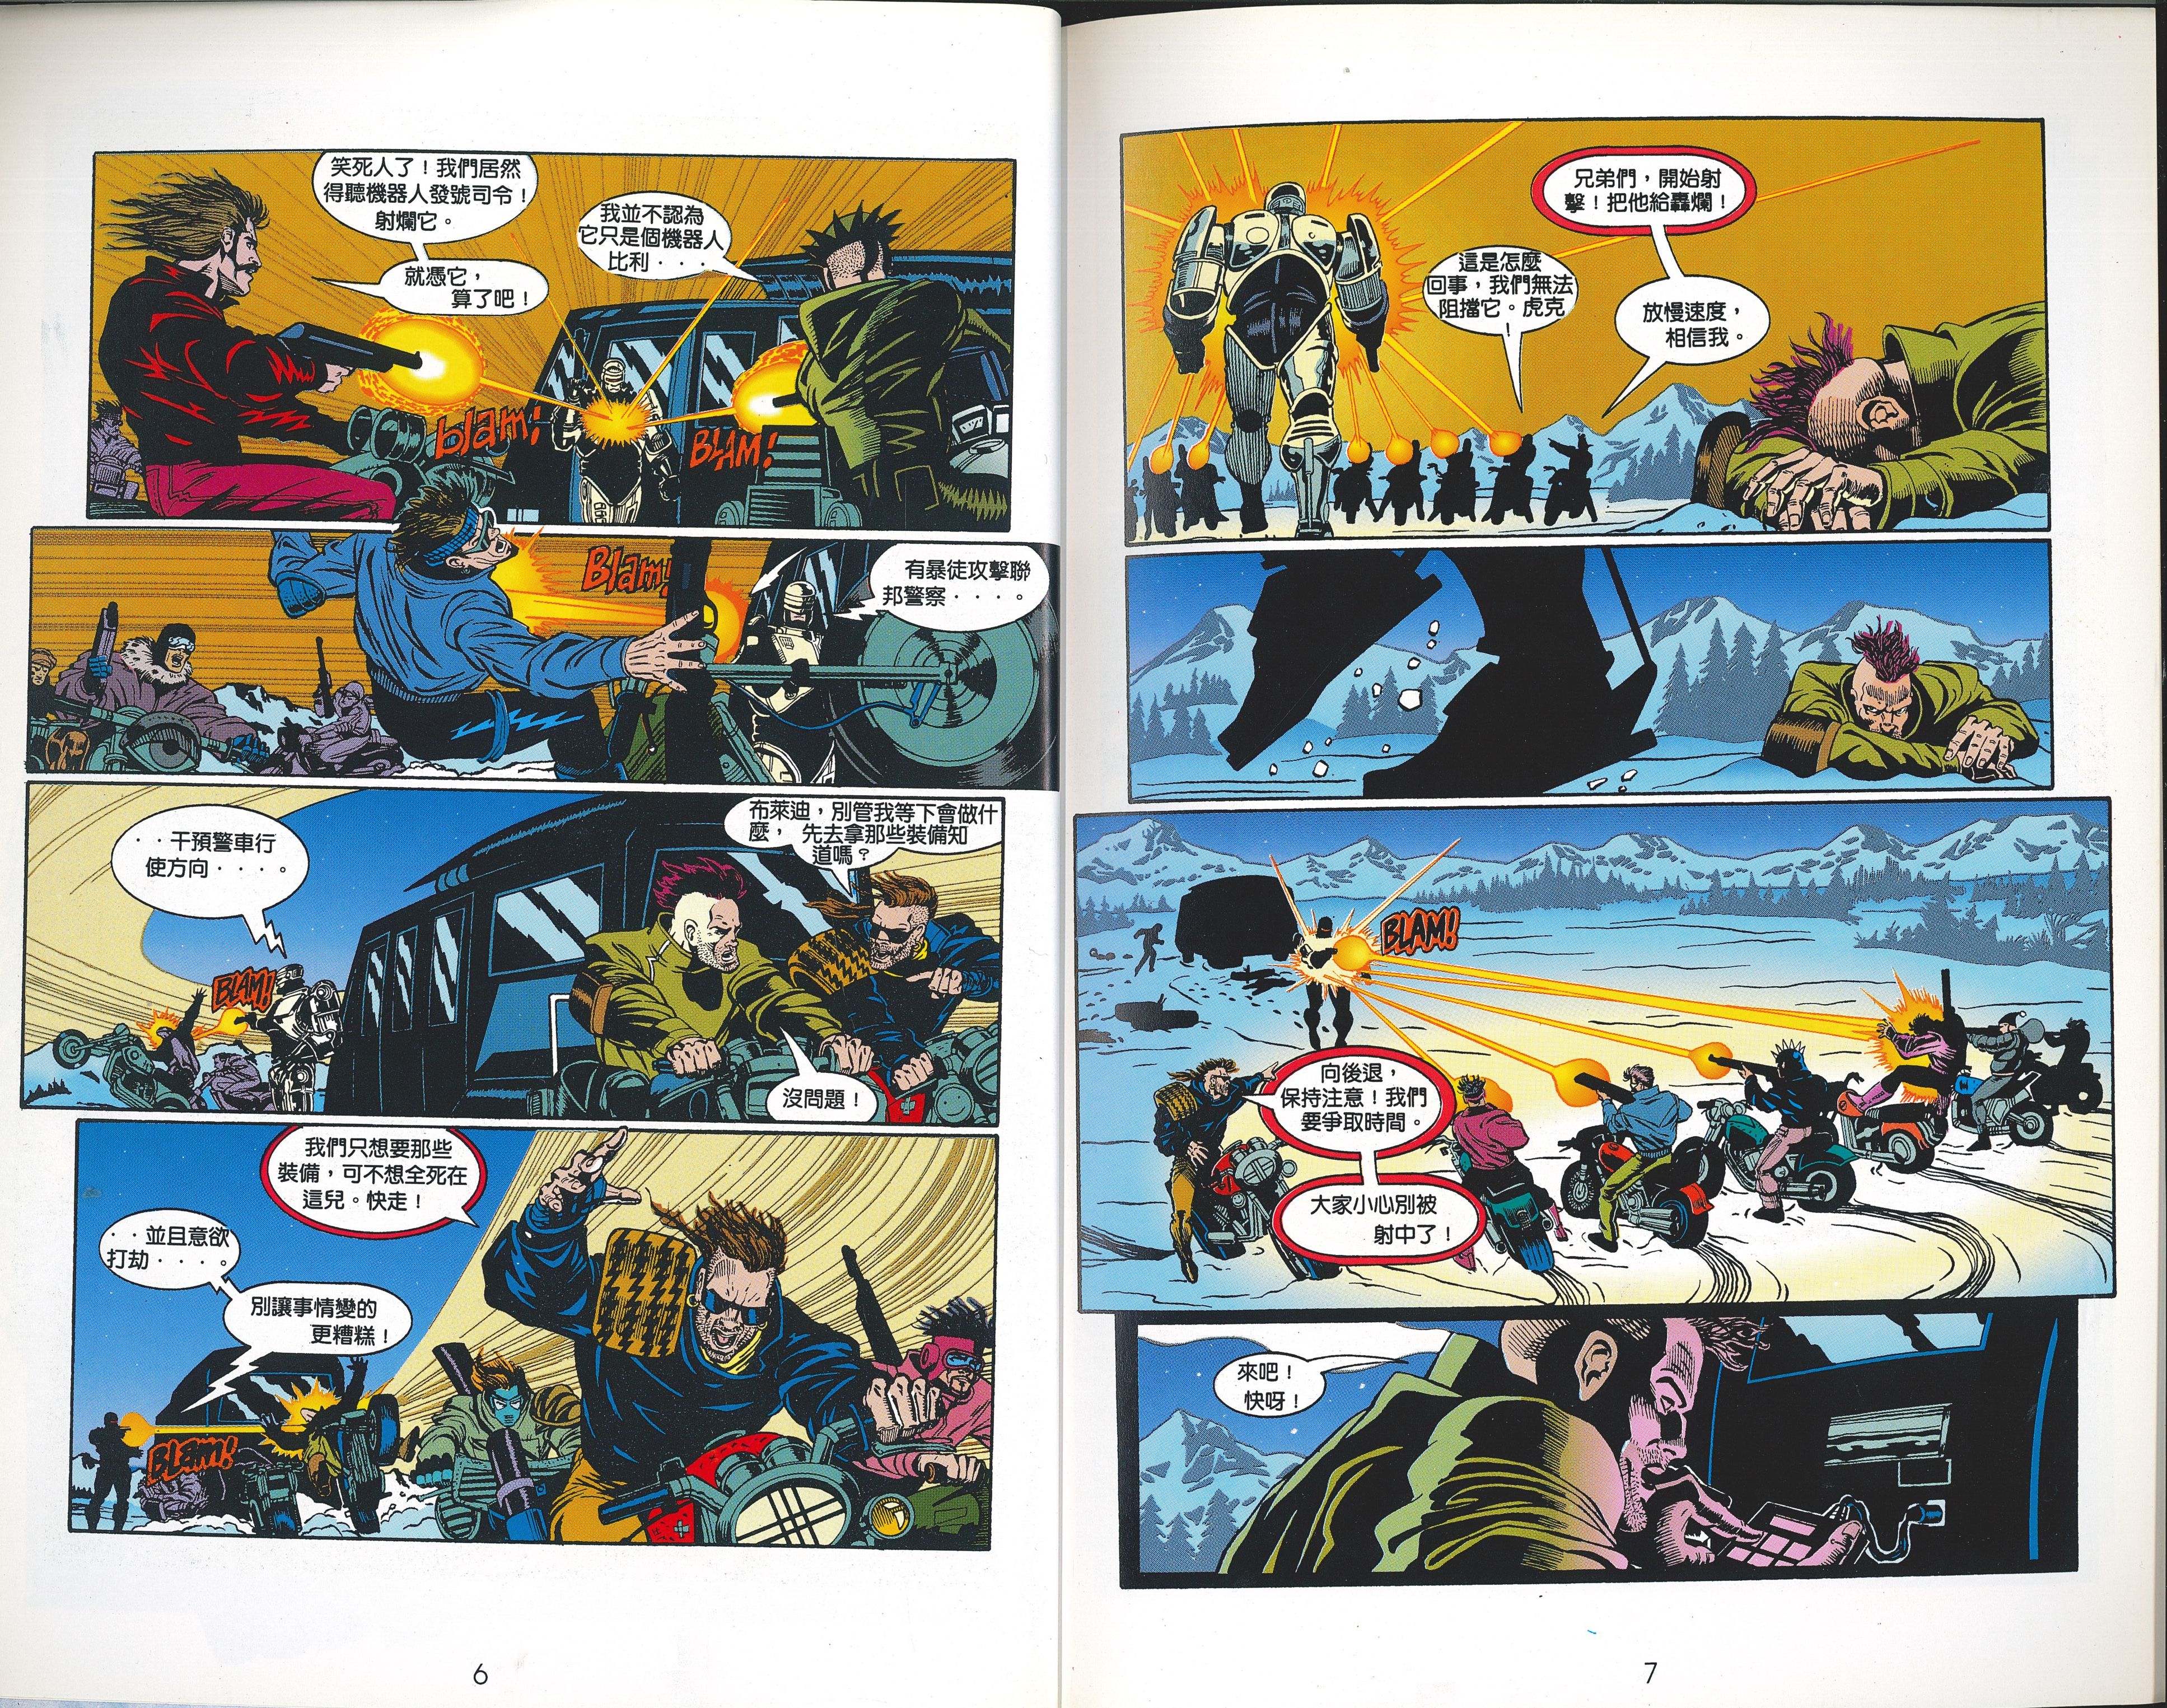 笑死人了！我們居然
得聽機器人發號司令！
射爛它。
就憑它，
算了吧！
我並不認為
它只是個機器人
比利···
blam!
BLAM!
Blam!
有暴徒攻擊聯
邦警察····。
··干預警車行
使方向····。
BLAM!
布萊迪，別管我等下會做什
麼， 先去拿那些裝備知
道嗎？
沒問題！
我們只想要那些
裝備，可不想全死在
這兒。快走！
··並且意欲
打劫····。
別讓事情變的
更糟糕！
BLAM!
6
兄弟們，開始射
擊！把他給轟爛！
這是怎麼
回事，我們無法
阻擋它。虎克
！
放慢速度，
相信我。
BLAM!
向後退，
保持注意！我們
要爭取時間。
大家小心別被
射中了！
來吧！
快呀！
7